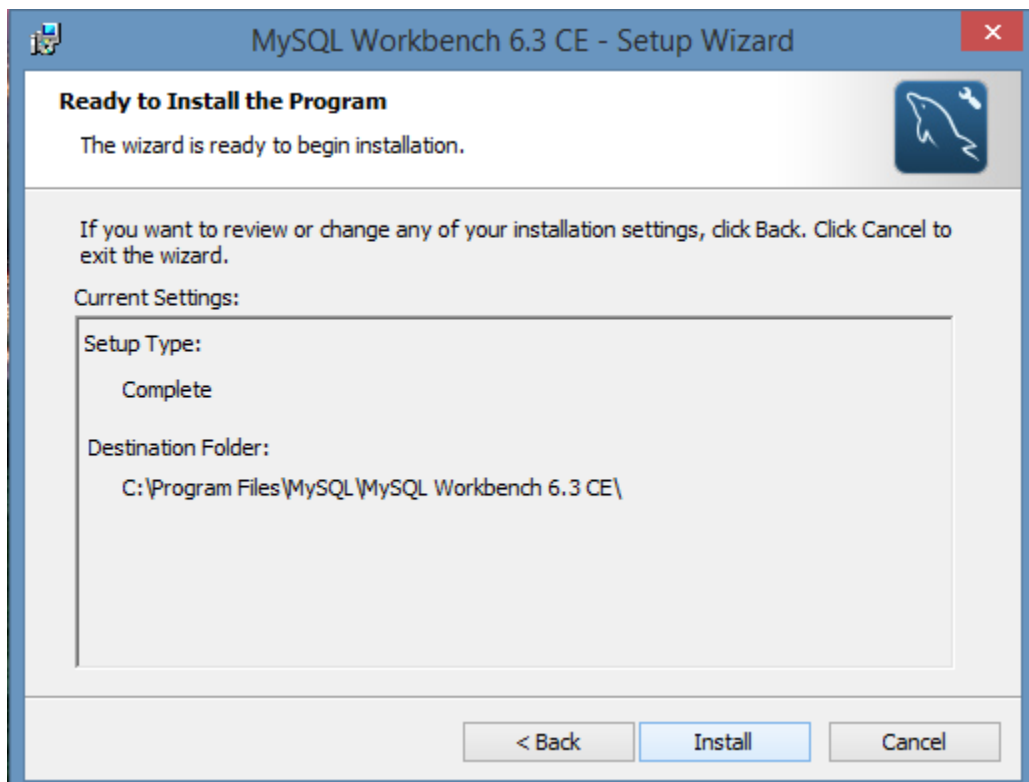 MySQL Workbench 6.3 CE - Setup Wizard
Ready to Install the Program
The wizard is ready to begin installation.
If you want to review or change any of your installation settings, click Back. Click Cancel to
exit the wizard.
Current Settings:
Setup Type:
Complete
Destination Folder:
C:\Program Files\MySQL\MySQL Workbench 6.3 CE\
< Back
Install
Cancel